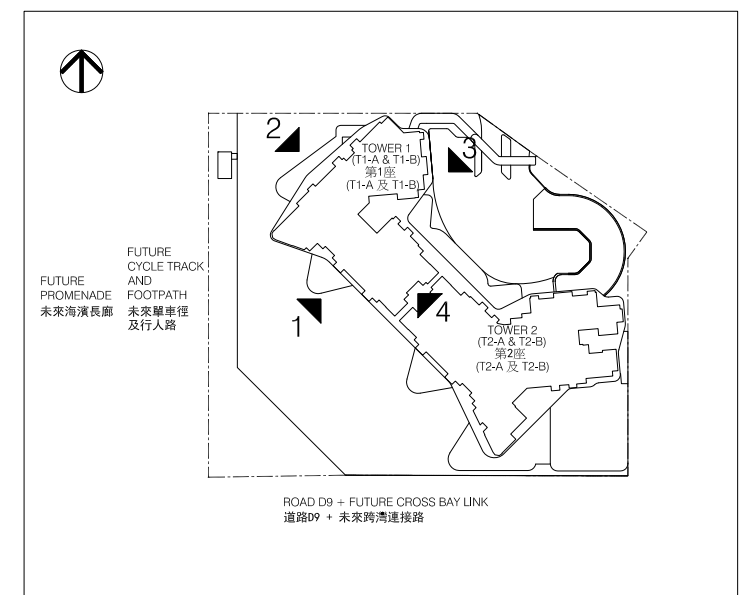 2
3
TOWER 1
(T1-A & T1-B)
第1座
(T1-A 及 T1-B)
FUTURE
PROMENADE
未來海濱長廊
FUTURE
CYCLE TRACK
AND
FOOTPATH
未來單車徑
及行人路
1
4
TOWER 2
(T2-A & T2-B)
第2座
(T2-A 及 T2-B)
ROAD D9 + FUTURE CROSS BAY LINK
道路D9 + 未來跨灣連接路